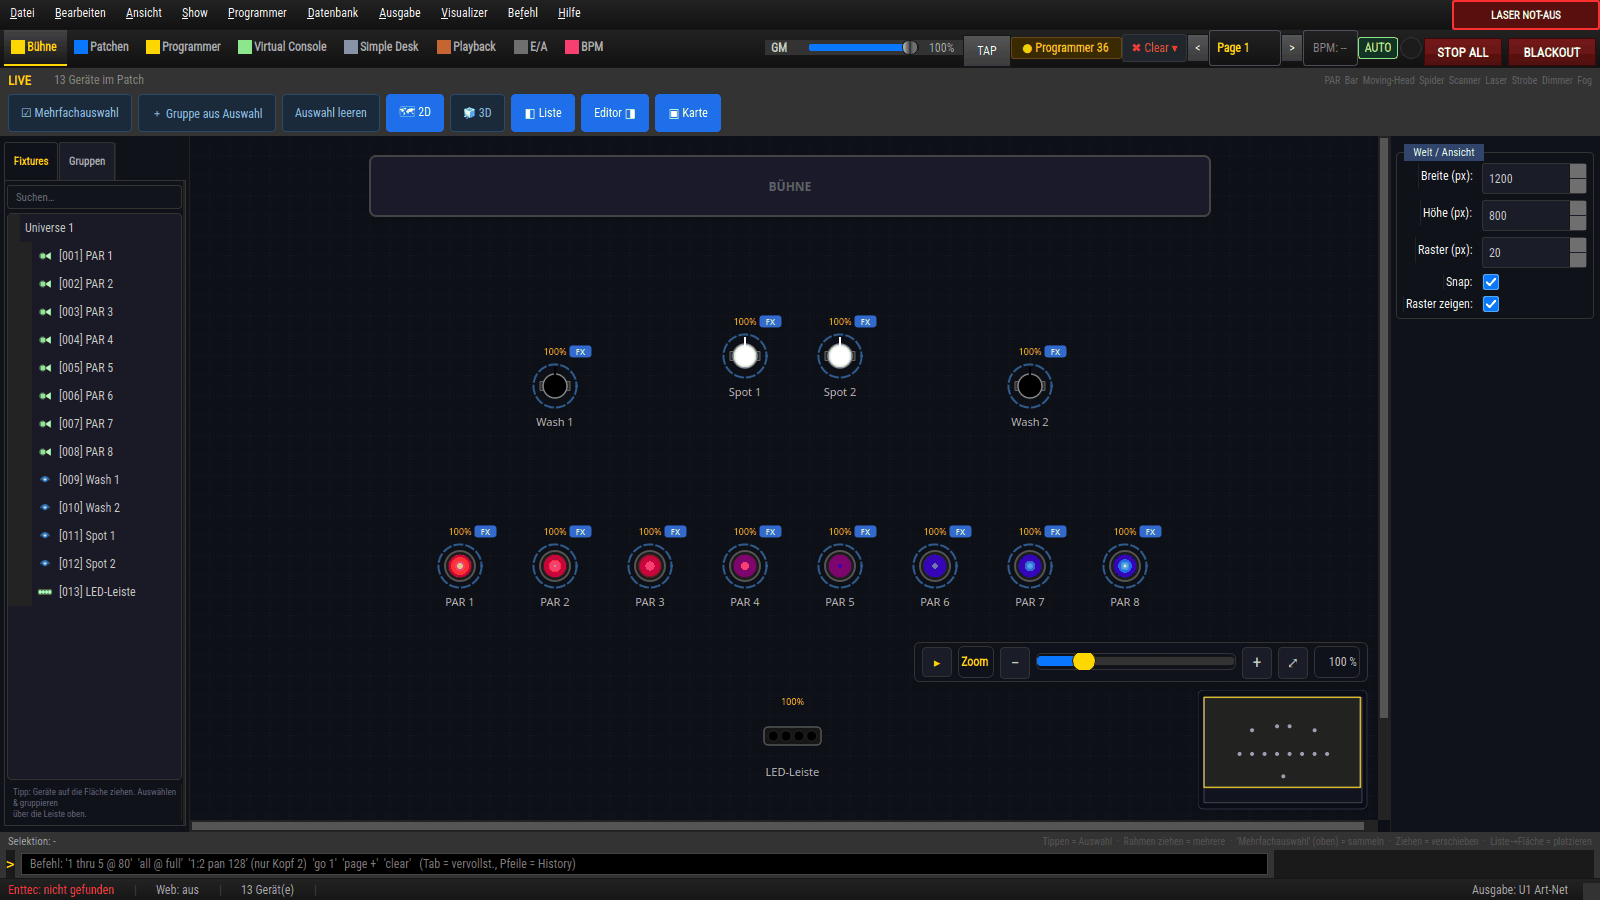 Datei Bearbeiten Ansicht Show Programmer Datenbank Ausgabe Visualizer Befehl Hilfe
LASER NOT-AUS
Bühne Patchen Programmer Virtual Console Simple Desk Playback E/A BPM
GM 100% TAP Programmer 36 ✖ Clear ▾ < Page 1 > BPM: -- AUTO STOP ALL BLACKOUT
LIVE 13 Geräte im Patch
PAR Bar Moving-Head Spider Scanner Laser Strobe Dimmer Fog
☑ Mehrfachauswahl + Gruppe aus Auswahl Auswahl leeren 2D 3D Liste Editor Karte
Fixtures Gruppen
Suchen...
Universe 1
[001] PAR 1
[002] PAR 2
[003] PAR 3
[004] PAR 4
[005] PAR 5
[006] PAR 6
[007] PAR 7
[008] PAR 8
[009] Wash 1
[010] Wash 2
[011] Spot 1
[012] Spot 2
[013] LED-Leiste
Tipp: Geräte auf die Fläche ziehen. Auswählen
& gruppieren
über die Leiste oben.
BÜHNE
100% FX 100% FX
100% FX 100% FX
Spot 1 Spot 2
Wash 1 Wash 2
100% FX 100% FX 100% FX 100% FX 100% FX 100% FX 100% FX 100% FX
PAR 1 PAR 2 PAR 3 PAR 4 PAR 5 PAR 6 PAR 7 PAR 8
Zoom − + 100 %
100%
LED-Leiste
Welt / Ansicht
Breite (px): 1200
Höhe (px): 800
Raster (px): 20
Snap:
Raster zeigen:
Selektion: -
Tippen = Auswahl · Rahmen ziehen = mehrere · 'Mehrfachauswahl' (oben) = sammeln · Ziehen = verschieben · Liste→Fläche = platzieren
> Befehl: '1 thru 5 @ 80' 'all @ full' '1:2 pan 128' (nur Kopf 2) 'go 1' 'page +' 'clear' (Tab = vervollst., Pfeile = History)
Enttec: nicht gefunden Web: aus 13 Gerät(e)
Ausgabe: U1 Art-Net